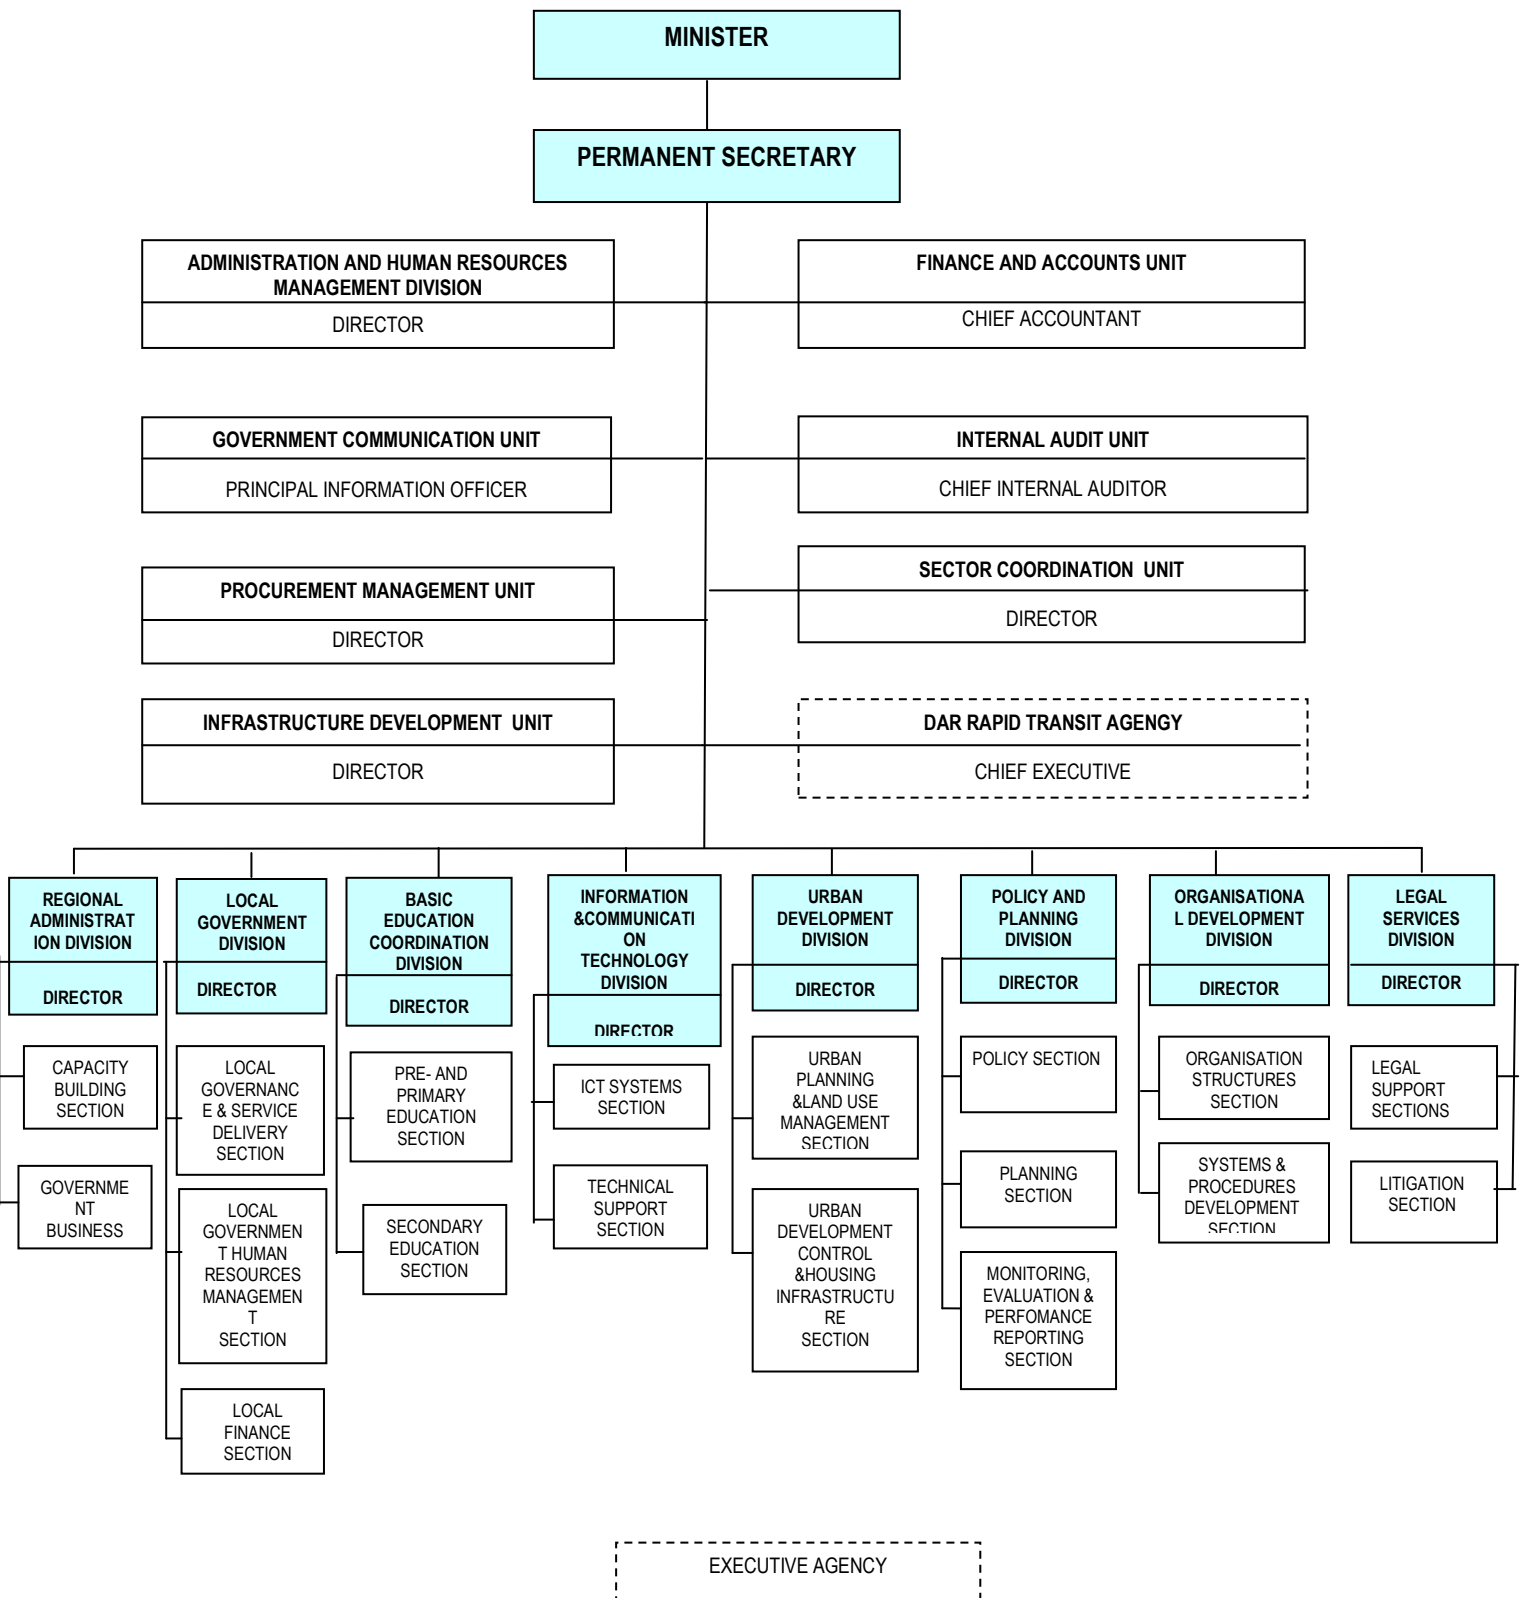 MINISTER
PERMANENT SECRETARY
ADMINISTRATION AND HUMAN RESOURCES
MANAGEMENT DIVISION
DIRECTOR
FINANCE AND ACCOUNTS UNIT
CHIEF ACCOUNTANT
GOVERNMENT COMMUNICATION UNIT
PRINCIPAL INFORMATION OFFICER
INTERNAL AUDIT UNIT
CHIEF INTERNAL AUDITOR
PROCUREMENT MANAGEMENT UNIT
DIRECTOR
SECTOR COORDINATION UNIT
DIRECTOR
INFRASTRUCTURE DEVELOPMENT UNIT
DIRECTOR
DAR RAPID TRANSIT AGENGY
CHIEF EXECUTIVE
REGIONAL
ADMINISTRAT
ION DIVISION
DIRECTOR
CAPACITY
BUILDING
SECTION
GOVERNME
NT
BUSINESS
LOCAL
GOVERNMENT
DIVISION
DIRECTOR
LOCAL
GOVERNANC
E & SERVICE
DELIVERY
SECTION
LOCAL
GOVERNMEN
T HUMAN
RESOURCES
MANAGEMEN
T
SECTION
LOCAL
FINANCE
SECTION
BASIC
EDUCATION
COORDINATION
DIVISION
DIRECTOR
PRE- AND
PRIMARY
EDUCATION
SECTION
SECONDARY
EDUCATION
SECTION
INFORMATION
&COMMUNICATI
ON
TECHNOLOGY
DIVISION
DIRECTOR
ICT SYSTEMS
SECTION
TECHNICAL
SUPPORT
SECTION
URBAN
DEVELOPMENT
DIVISION
DIRECTOR
URBAN
PLANNING
&LAND USE
MANAGEMENT
SECTION
URBAN
DEVELOPMENT
CONTROL
&HOUSING
INFRASTRUCTU
RE
SECTION
POLICY AND
PLANNING
DIVISION
DIRECTOR
POLICY SECTION
PLANNING
SECTION
MONITORING,
EVALUATION &
PERFOMANCE
REPORTING
SECTION
ORGANISATIONA
L DEVELOPMENT
DIVISION
DIRECTOR
ORGANISATION
STRUCTURES
SECTION
SYSTEMS &
PROCEDURES
DEVELOPMENT
SECTION
LEGAL
SERVICES
DIVISION
DIRECTOR
LEGAL
SUPPORT
SECTIONS
LITIGATION
SECTION
EXECUTIVE AGENCY